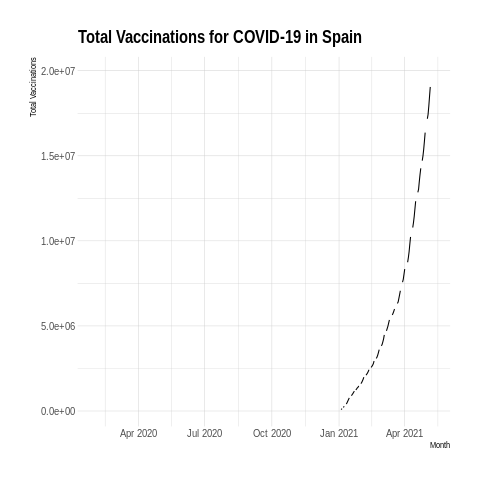 Total Vaccinations for COVID-19 in Spain
Total Vaccinations
2.0e+07
1.5e+07
1.0e+07
5.0e+06
0.0e+00
Apr 2020 Jul 2020 Oct 2020 Jan 2021 Apr 2021
Month